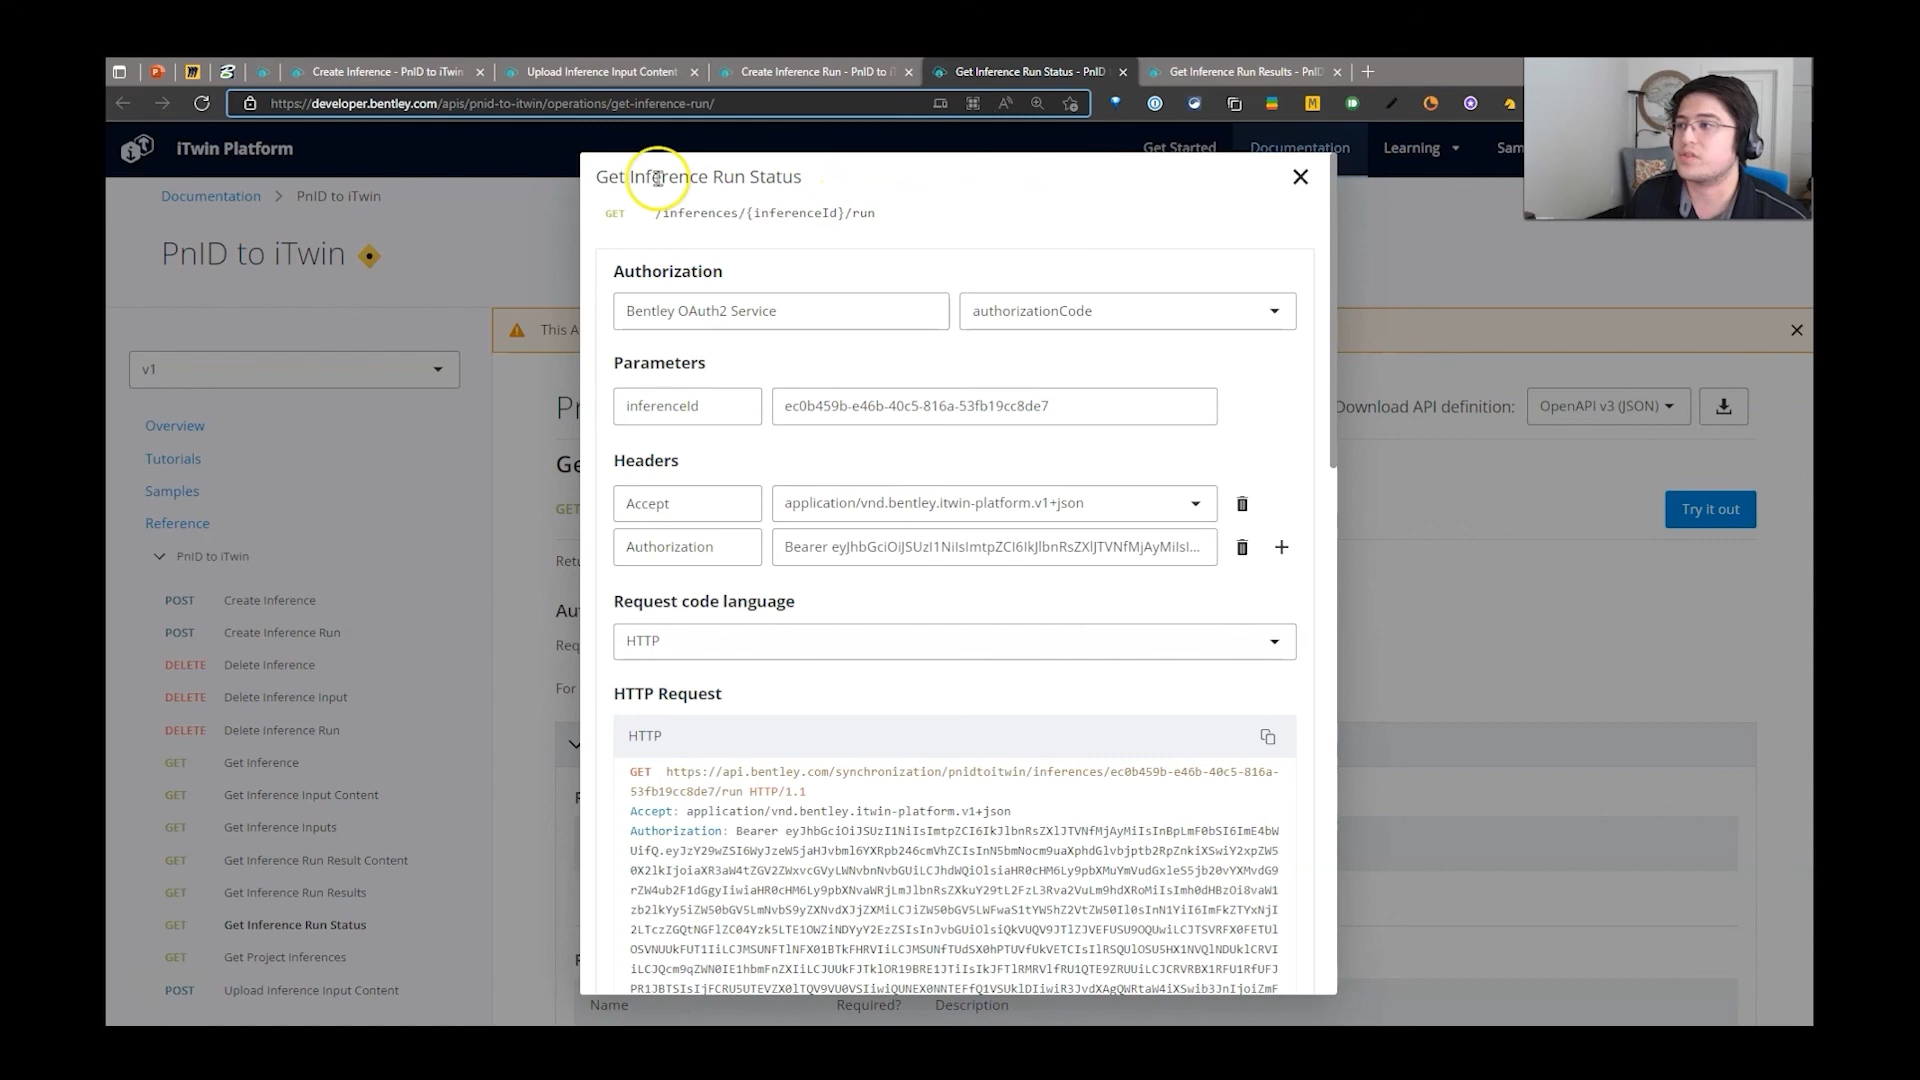 Create Inference - PnID to iTwin
Upload Inference Input Content
Create Inference Run - PnID to iT
Get Inference Run Status - PnID
Get Inference Run Results - PnID
https://developer.bentley.com/apis/pnid-to-itwin/operations/get-inference-run/
iTwin Platform
Get Started
Documentation
Learning
Sam
Documentation > PnID to iTwin
PnID to iTwin
This A
v1
Overview
Tutorials
Samples
Reference
PnID to iTwin
POST Create Inference
POST Create Inference Run
DELETE Delete Inference
DELETE Delete Inference Input
DELETE Delete Inference Run
GET Get Inference
GET Get Inference Input Content
GET Get Inference Inputs
GET Get Inference Run Result Content
GET Get Inference Run Results
GET Get Inference Run Status
GET Get Project Inferences
POST Upload Inference Input Content
Download API definition:
OpenAPI v3 (JSON)
Try it out
GET
Retu
Au
Req
For
Name Required? Description
Get Inference Run Status
GET /inferences/{inferenceId}/run
Authorization
Bentley OAuth2 Service
authorizationCode
Parameters
inferenceId
ec0b459b-e46b-40c5-816a-53fb19cc8de7
Headers
Accept
application/vnd.bentley.itwin-platform.v1+json
Authorization
Request code language
HTTP
HTTP Request
HTTP
GET https://api.bentley.com/synchronization/pnidtoitwin/inferences/ec0b459b-e46b-40c5-816a-
53fb19cc8de7/run HTTP/1.1
Accept: application/vnd.bentley.itwin-platform.v1+json
Authorization: Bearer